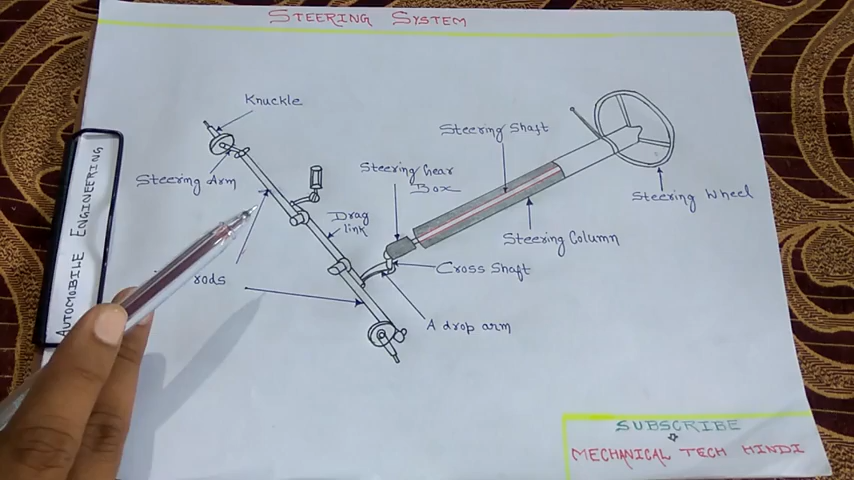 STEERING SYSTEM
Knuckle
Steering Shaft
Steering Arm
Steering Gear
Box
Steering Wheel
Drag
link
Steering Column
Cross Shaft
rods
A drop arm
AUTOMOBILE ENGINEERING
SUBSCRIBE
MECHANICAL TECH HINDI